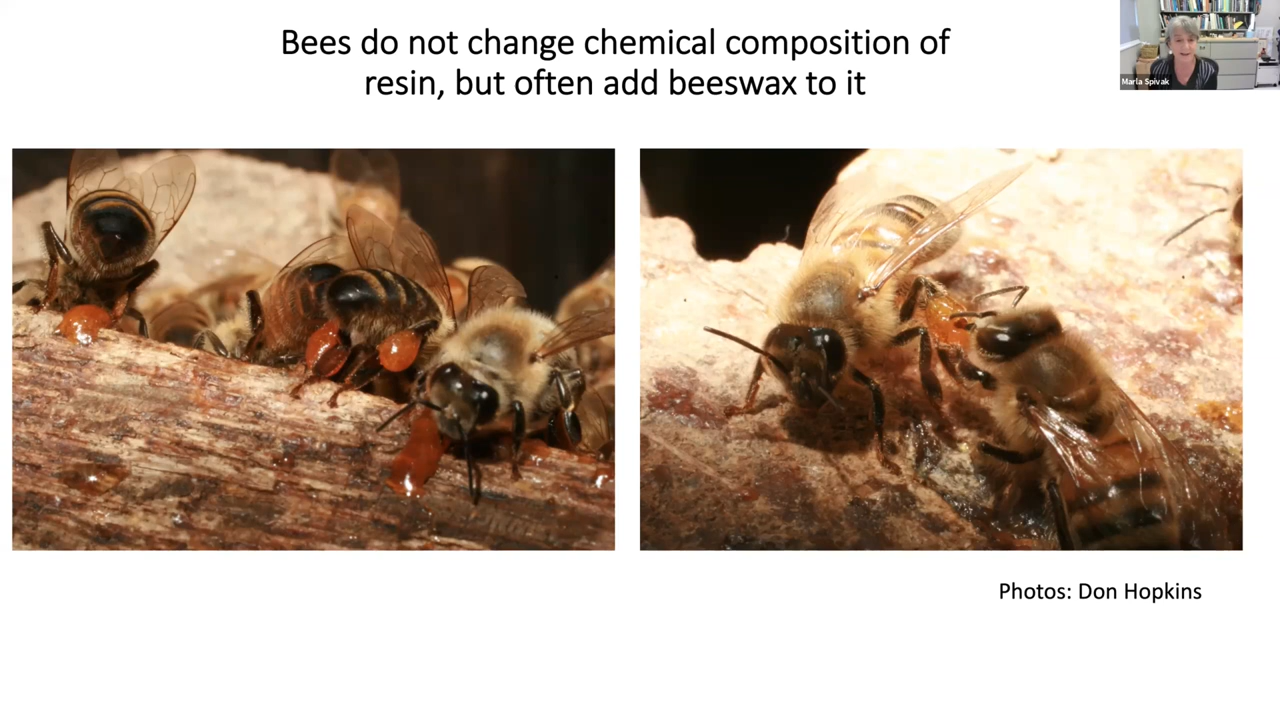 Bees do not change chemical composition of
resin, but often add beeswax to it
Marla Spivak
Photos: Don Hopkins